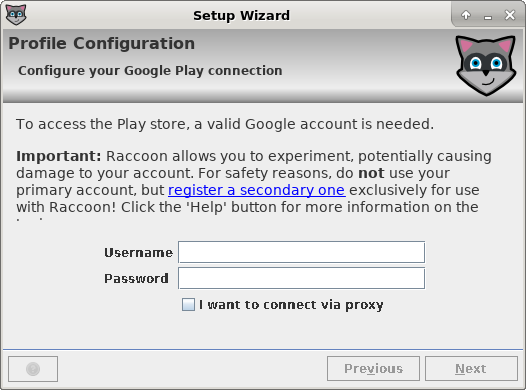 Setup Wizard
Profile Configuration
Configure your Google Play connection
To access the Play store, a valid Google account is needed.
Important: Raccoon allows you to experiment, potentially causing
damage to your account. For safety reasons, do not use your
primary account, but register a secondary one exclusively for use
with Raccoon! Click the 'Help' button for more information on the
Username
Password
I want to connect via proxy
Previous
Next